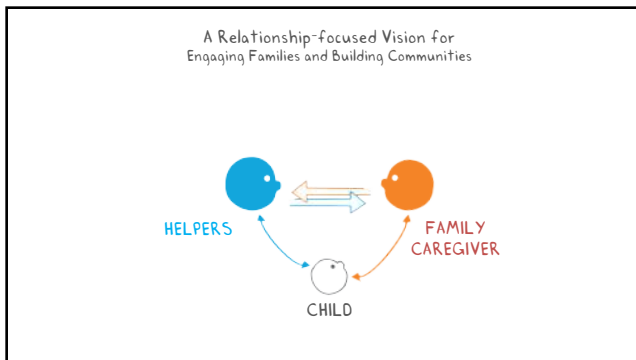 A Relationship-focused Vision for
Engaging Families and Building Communities
HELPERS
FAMILY
CAREGIVER
CHILD